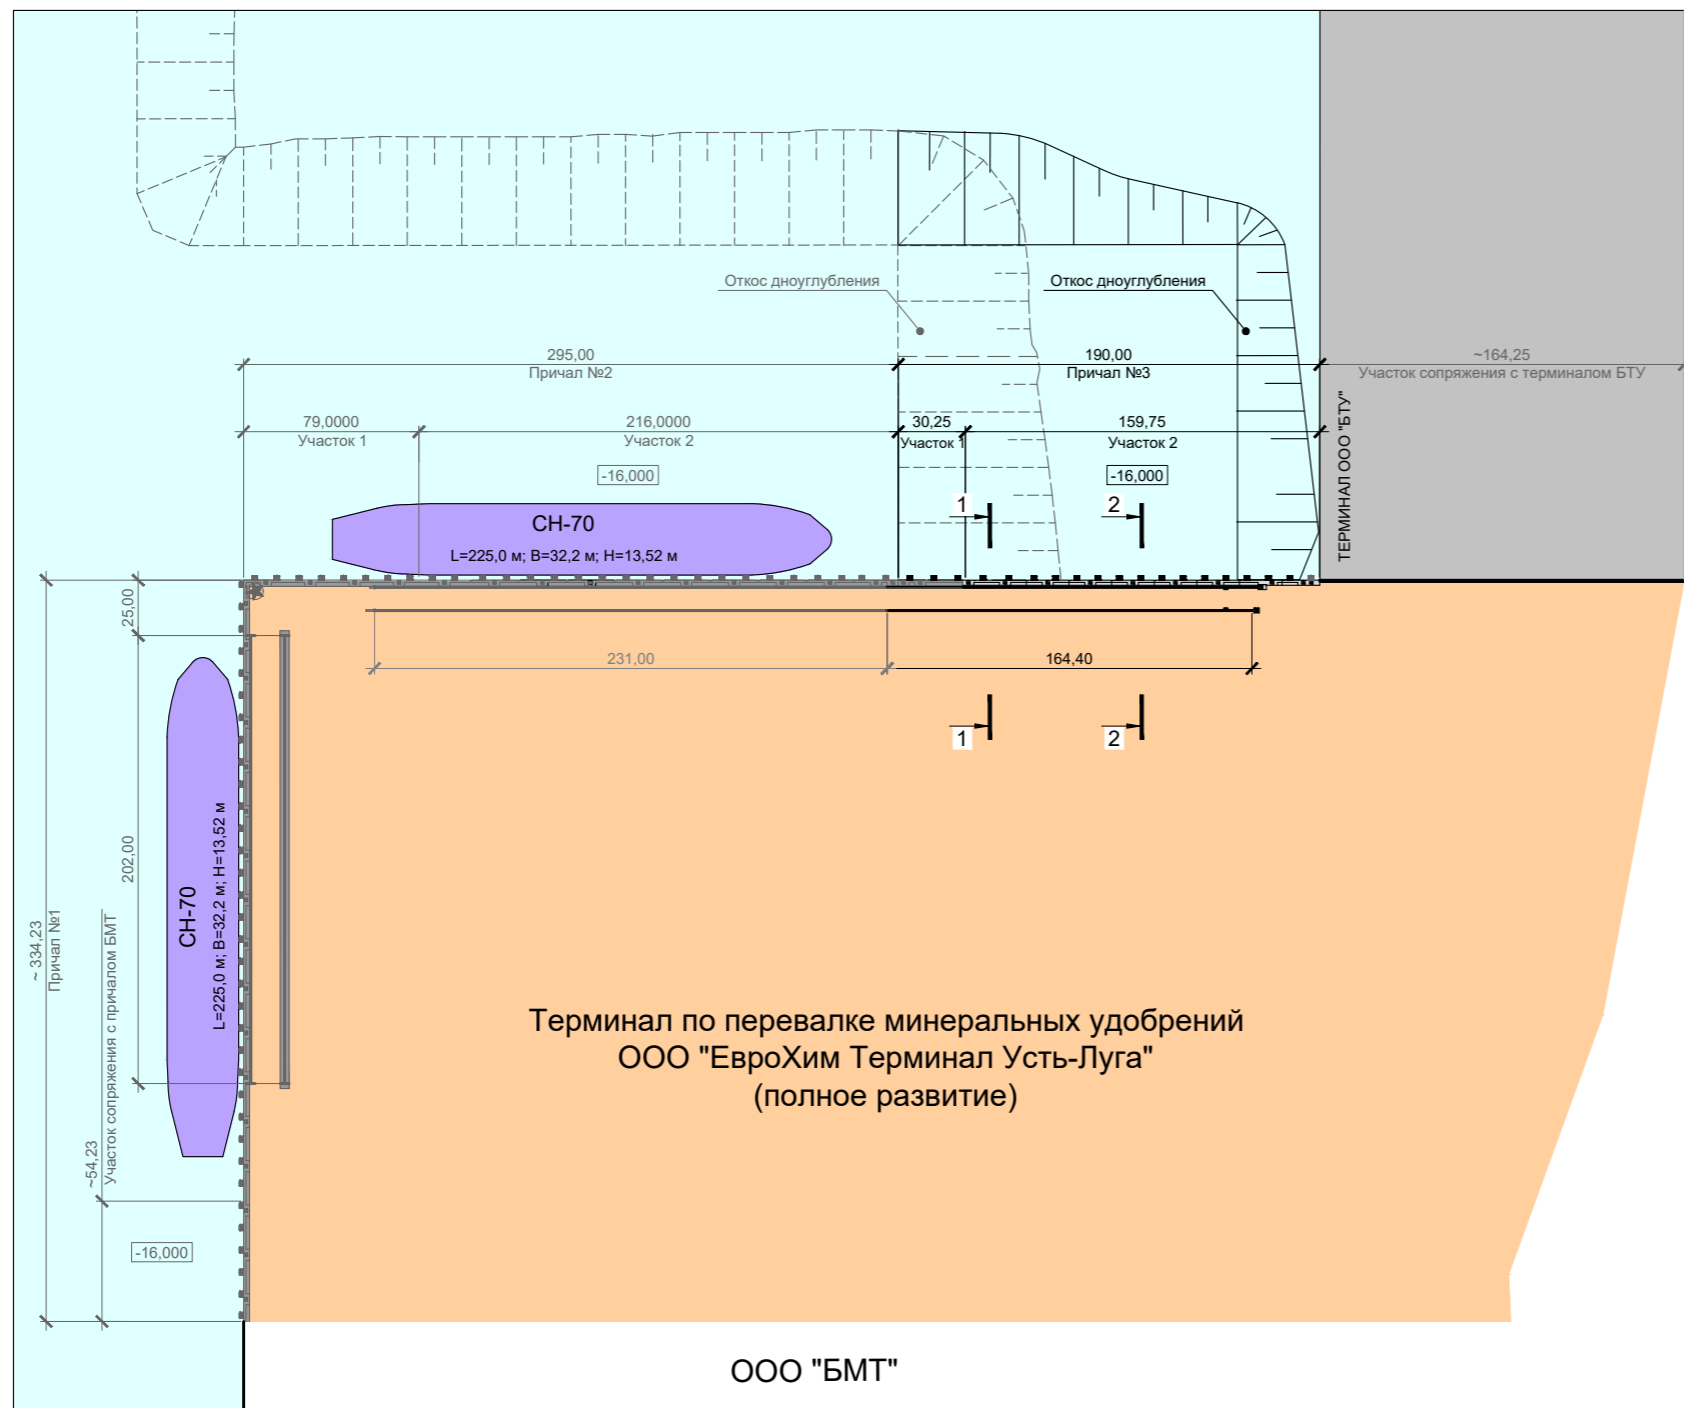 Откос дноуглубления
Откос дноуглубления
295,00
Причал №2
190,00
Причал №3
~164,25
Участок сопряжения с терминалом БТУ
79,0000
Участок 1
216,0000
Участок 2
30,25
Участок 1
159,75
Участок 2
ТЕРМИНАЛ ООО "БТУ"
-16,000
-16,000
1
2
СН-70
L=225,0 м; В=32,2 м; Н=13,52 м
25,00
231,00
164,40
1
2
202,00
СН-70
L=225,0 м; В=32,2 м; Н=13,52 м
~ 334,23
Причал №1
~54,23
Участок сопряжения с причалом БМТ
-16,000
Терминал по перевалке минеральных удобрений
ООО "ЕвроХим Терминал Усть-Луга"
(полное развитие)
ООО "БМТ"